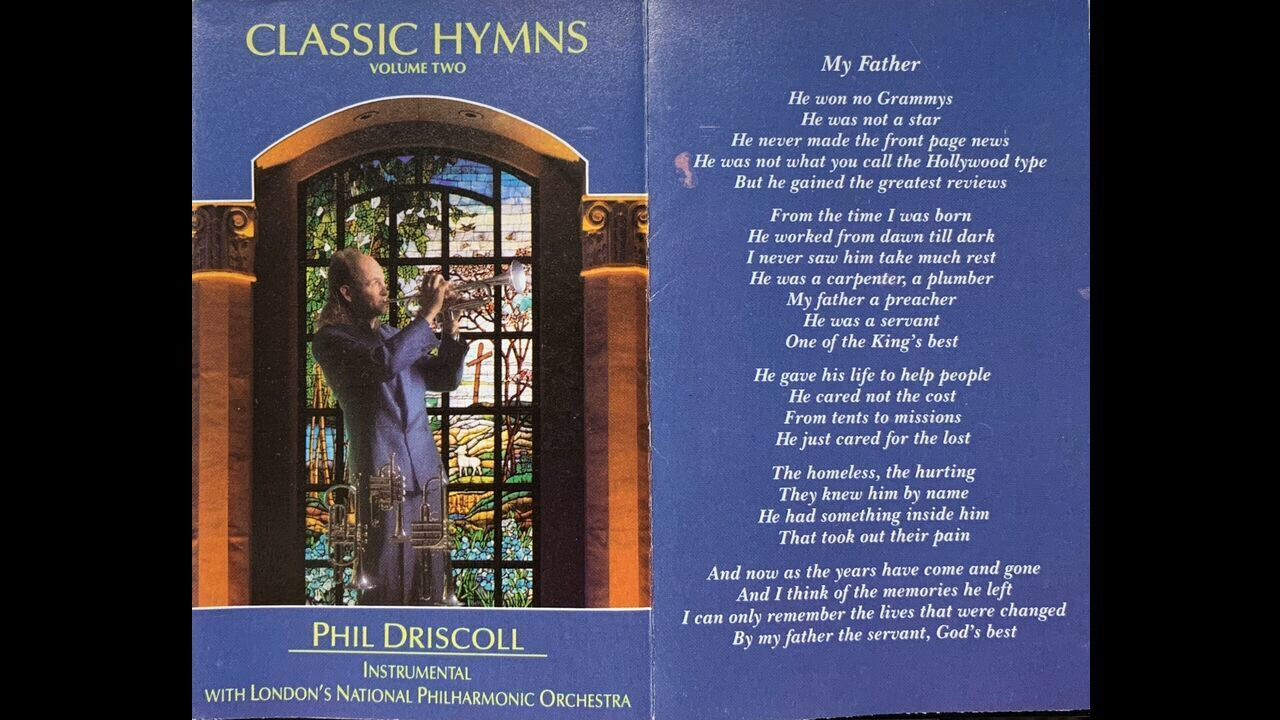 CLASSIC HYMNS
VOLUME TWO
PHIL DRISCOLL
INSTRUMENTAL
WITH LONDON'S NATIONAL PHILHARMONIC ORCHESTRA
My Father
He won no Grammys
He was not a star
He never made the front page news
He was not what you call the Hollywood type
But he gained the greatest reviews
From the time I was born
He worked from dawn till dark
I never saw him take much rest
He was a carpenter, a plumber
My father a preacher
He was a servant
One of the King's best
He gave his life to help people
He cared not the cost
From tents to missions
He just cared for the lost
The homeless, the hurting
They knew him by name
He had something inside him
That took out their pain
And now as the years have come and gone
And I think of the memories he left
I can only remember the lives that were changed
By my father the servant, God's best